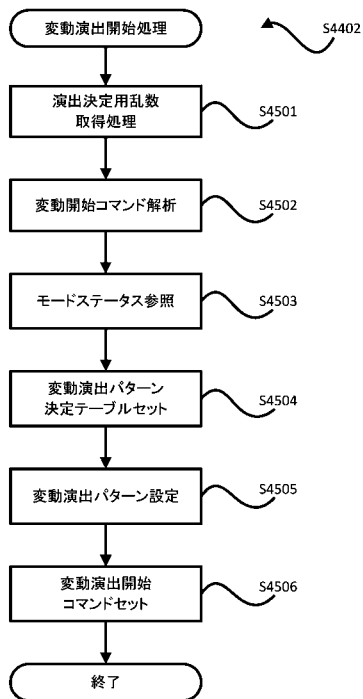 変動演出開始処理
S4402
演出決定用乱数
取得処理
S4501
変動開始コマンド解析
S4502
モードステータス参照
S4503
変動演出パターン
決定テーブルセット
S4504
変動演出パターン設定
S4505
変動演出開始
コマンドセット
S4506
終了